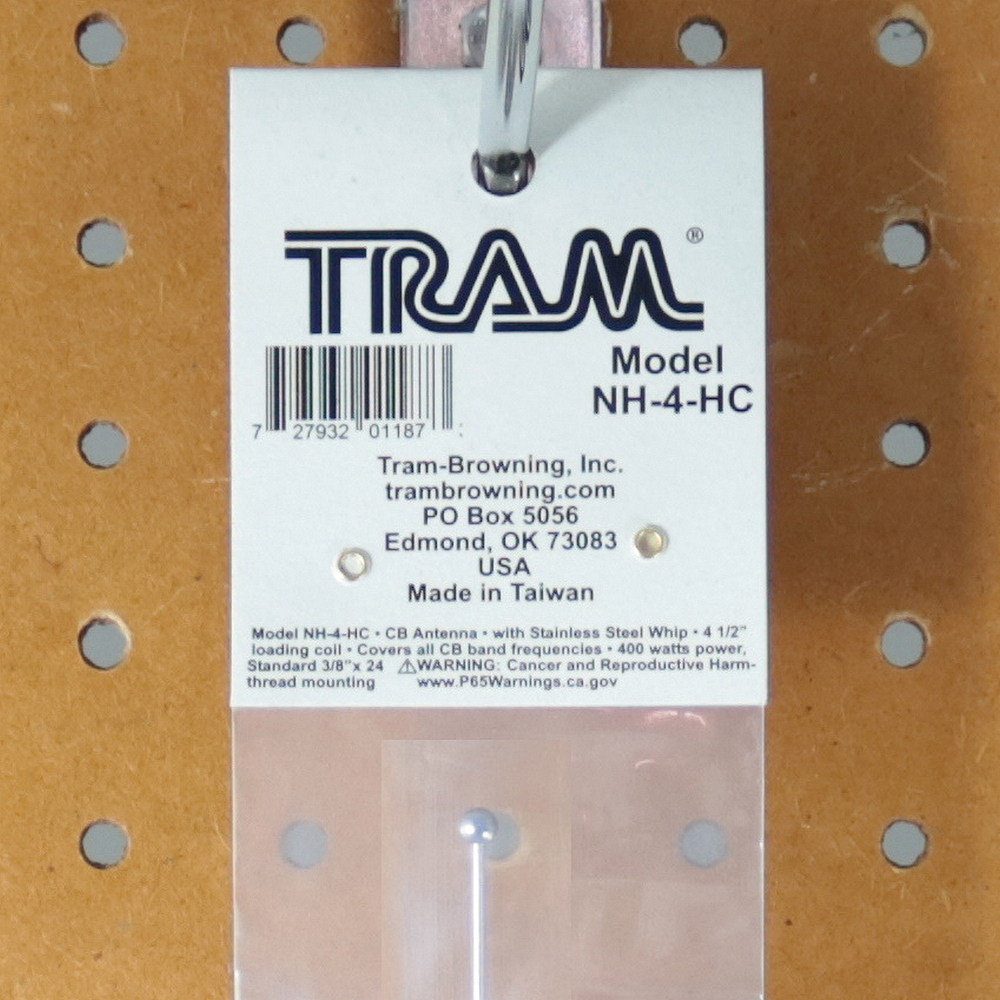 TRAM®
Model
NH-4-HC
7 27932 01187
Tram-Browning, Inc.
trambrowning.com
PO Box 5056
Edmond, OK 73083
USA
Made in Taiwan
Model NH-4-HC • CB Antenna • with Stainless Steel Whip • 4 1/2"
loading coil • Covers all CB band frequencies • 400 watts power,
Standard 3/8"x 24 ⚠WARNING: Cancer and Reproductive Harm-
thread mounting www.P65Warnings.ca.gov